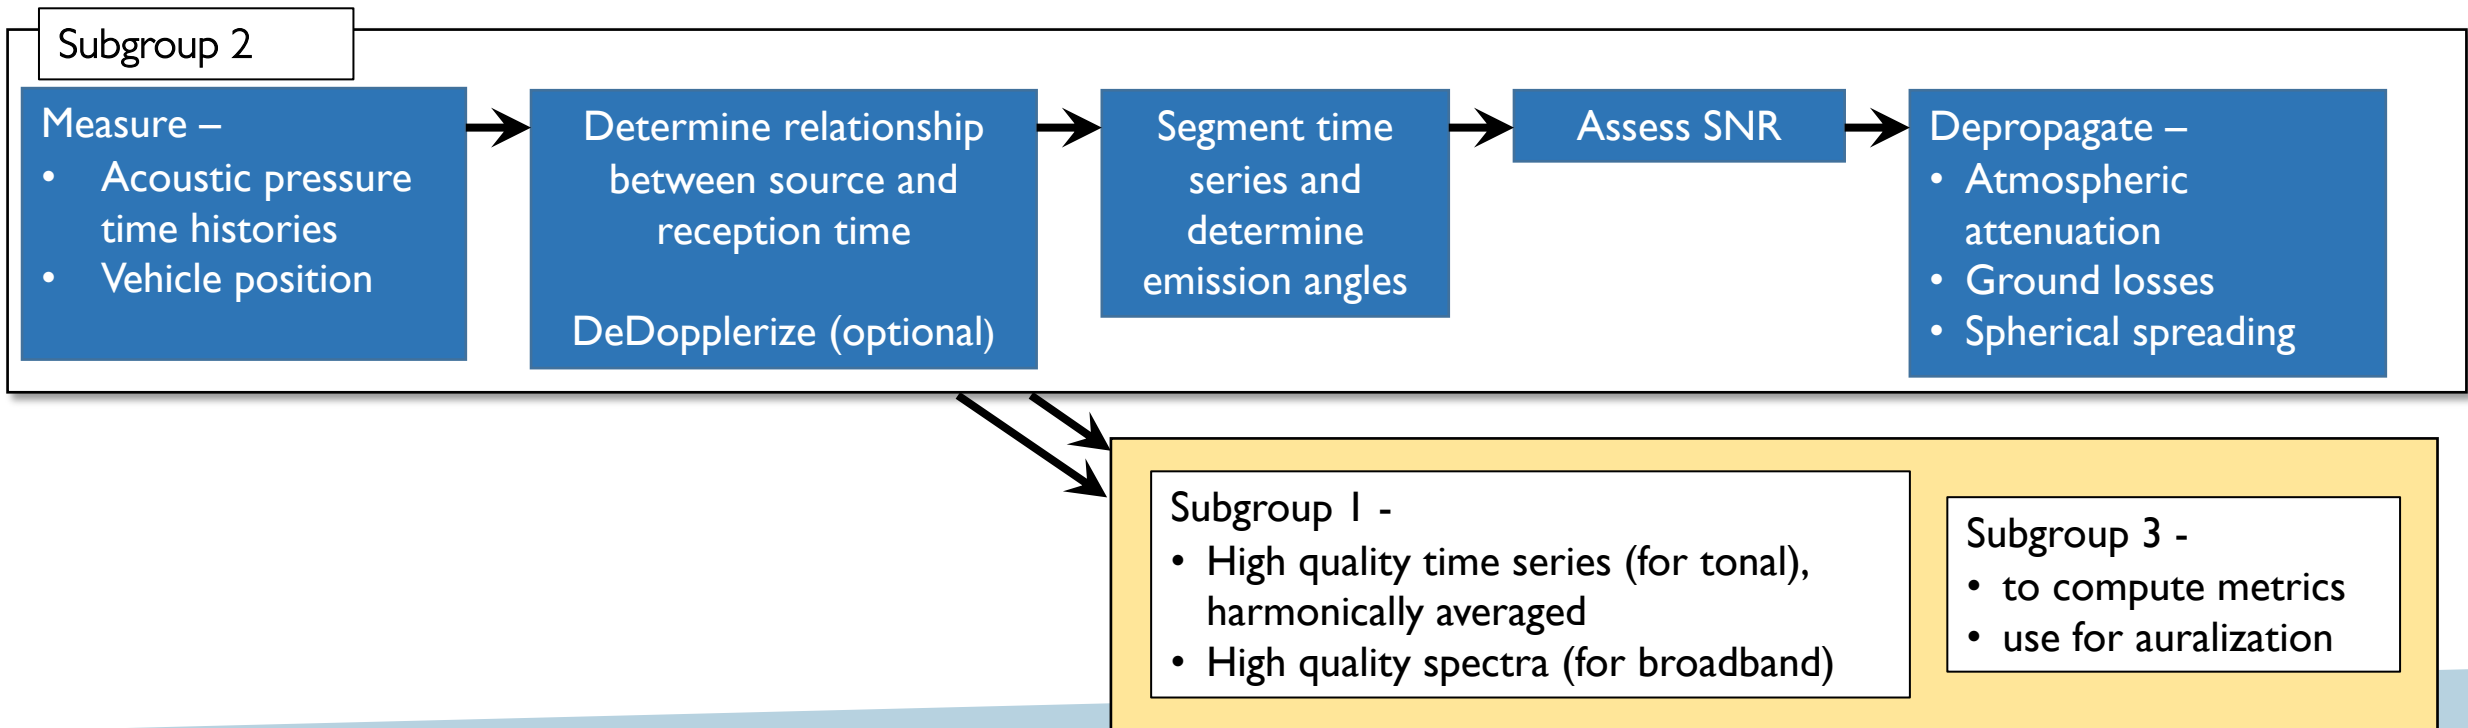 Subgroup 2
Measure –
• Acoustic pressure
time histories
• Vehicle position
Determine relationship
between source and
reception time
DeDopplerize (optional)
Segment time
series and
determine
emission angles
Assess SNR
Depropagate –
• Atmospheric
attenuation
• Ground losses
• Spherical spreading
Subgroup 1 -
• High quality time series (for tonal),
harmonically averaged
• High quality spectra (for broadband)
Subgroup 3 -
• to compute metrics
• use for auralization